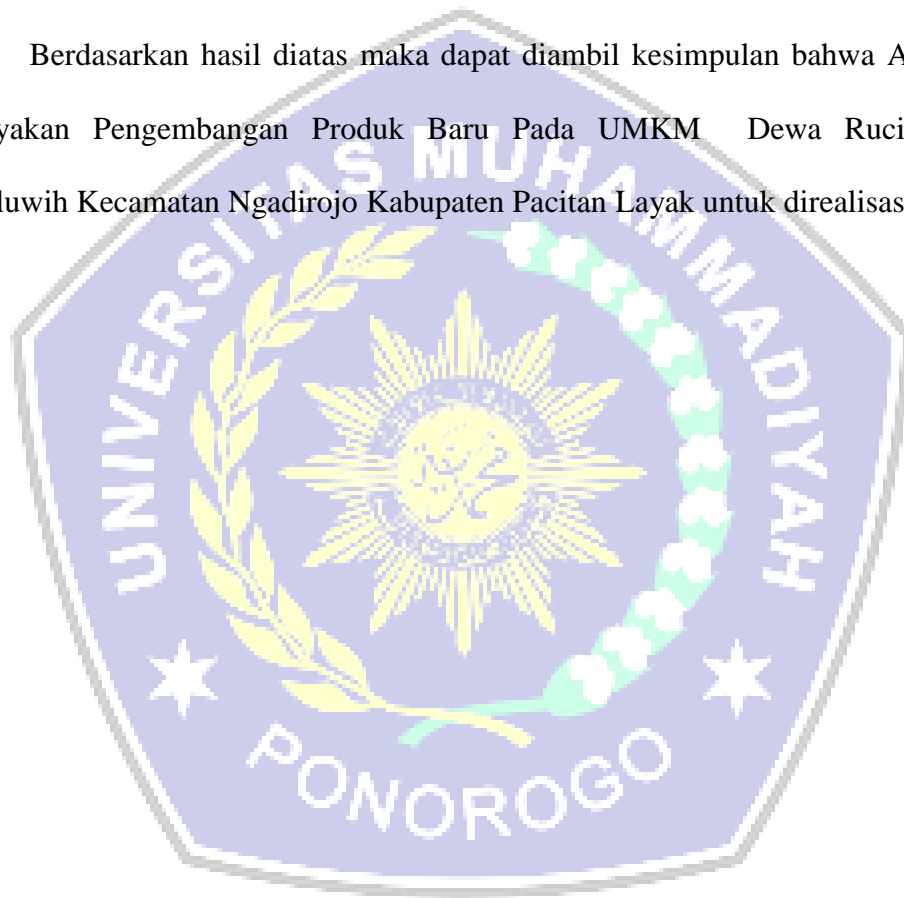 Berdasarkan hasil diatas maka dapat diambil kesimpulan bahwa A
yakan Pengembangan Produk Baru Pada UMKM Dewa Ruci
luwih Kecamatan Ngadirojo Kabupaten Pacitan Layak untuk direalisas
UNIVERSITAS MUHAMMADIYAH
PONOROGO